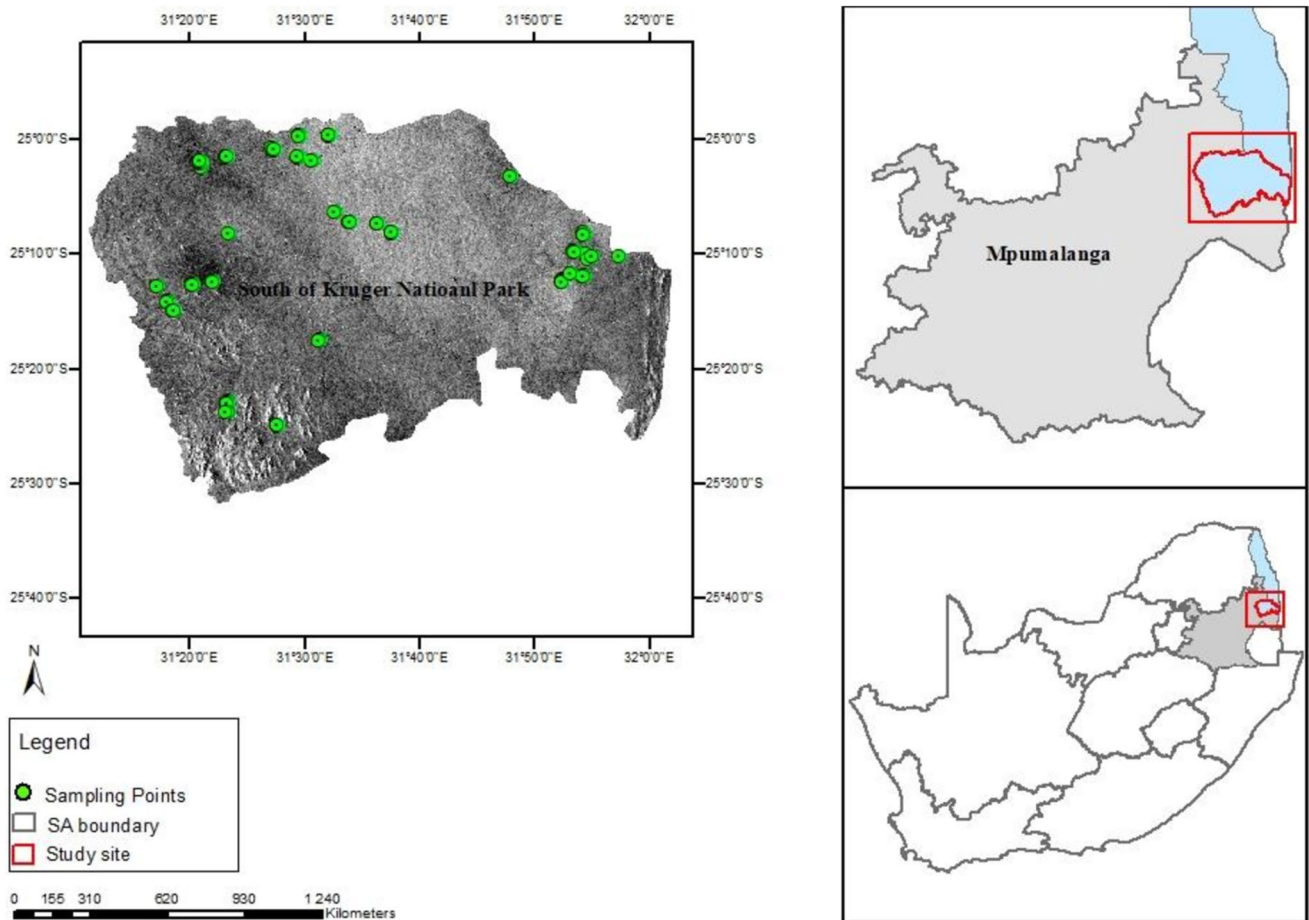 31°20'0"E 31°30'0"E 31°40'0"E 31°50'0"E 32°0'0"E
25°0'0"S 25°0'0"S
25°10'0"S 25°10'0"S
South of Kruger Natioanl Park
25°20'0"S 25°20'0"S
25°30'0"S 25°30'0"S
25°40'0"S 25°40'0"S
31°20'0"E 31°30'0"E 31°40'0"E 31°50'0"E 32°0'0"E
N
Legend
Sampling Points
SA boundary
Study site
0 155 310 620 930 1 240
Kilometers
Mpumalanga